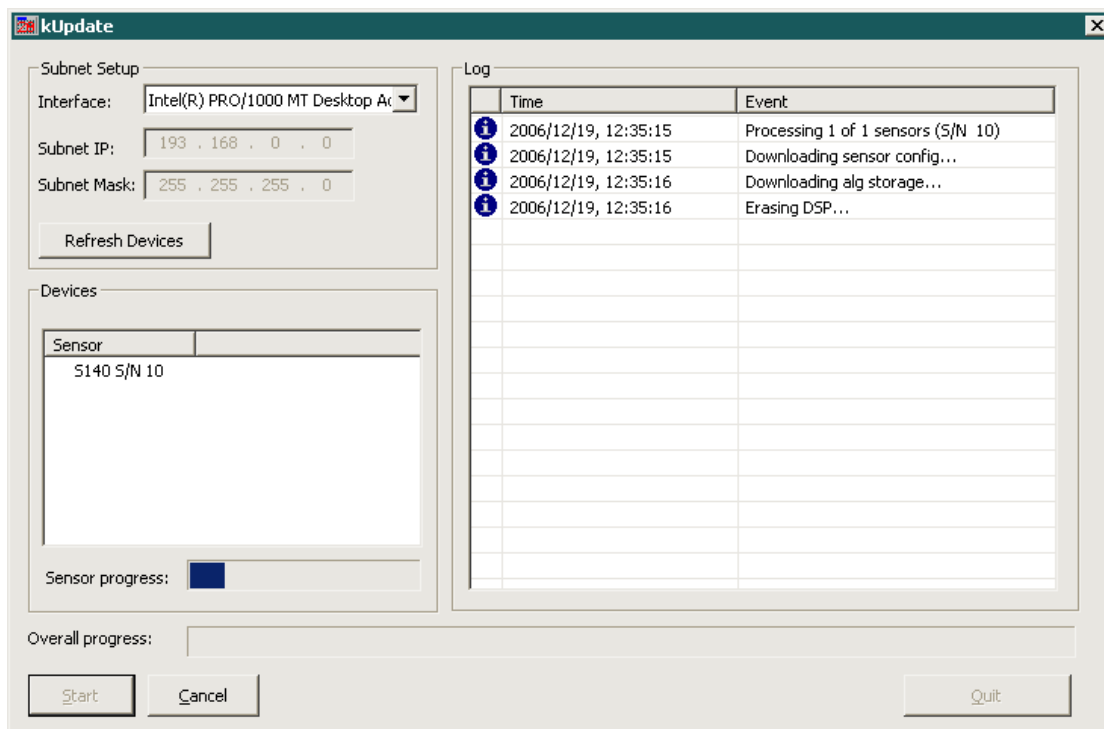 kUpdate
Subnet Setup
Interface: Intel(R) PRO/1000 MT Desktop Ac
Subnet IP: 193 . 168 . 0 . 0
Subnet Mask: 255 . 255 . 255 . 0
Refresh Devices
Devices
Sensor
S140 S/N 10
Sensor progress:
Log
Time Event
2006/12/19, 12:35:15 Processing 1 of 1 sensors (S/N 10)
2006/12/19, 12:35:15 Downloading sensor config...
2006/12/19, 12:35:16 Downloading alg storage...
2006/12/19, 12:35:16 Erasing DSP...
Overall progress:
Start Cancel Quit